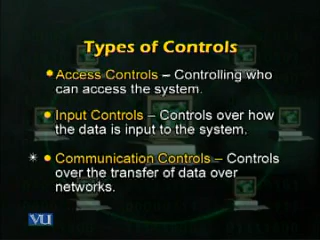 Types of Controls
Access Controls – Controlling who
can access the system.
Input Controls – Controls over how
the data is input to the system.
Communication Controls – Controls
over the transfer of data over
networks.
VU